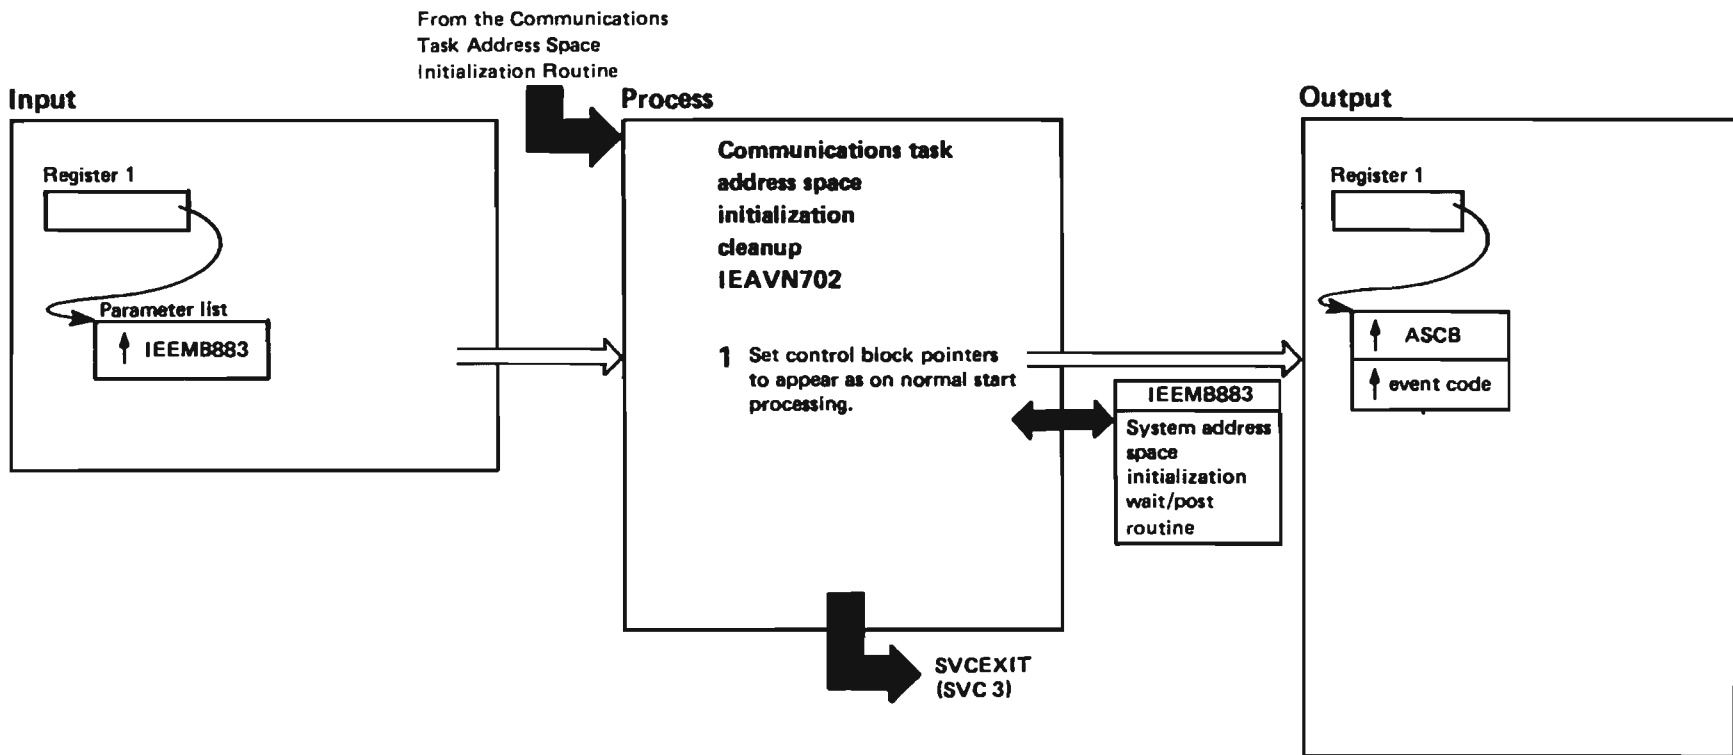 From the Communications
Task Address Space
Initialization Routine
Input
Register 1
Parameter list
IEEMB883
Process
Communications task
address space
initialization
cleanup
IEAVN702
1 Set control block pointers
to appear as on normal start
processing.
IEEMB883
System address
space
initialization
wait/post
routine
SVCEXIT
(SVC 3)
Output
Register 1
ASCB
event code